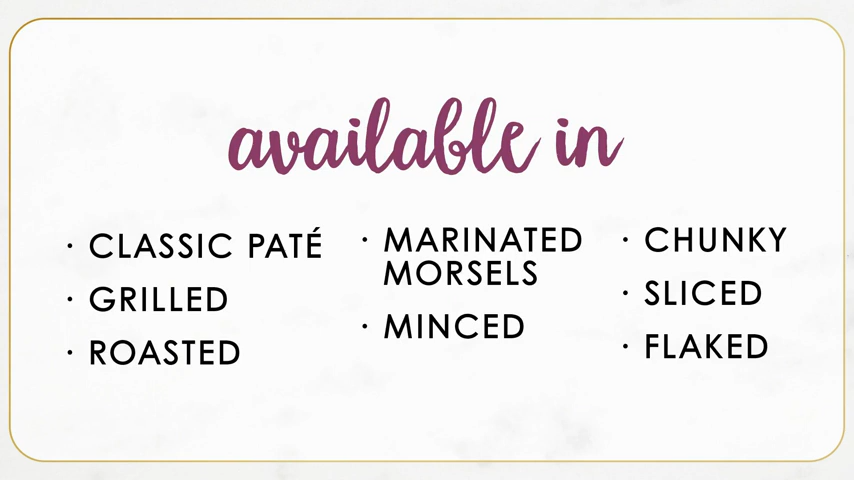 available in
· CLASSIC PATÉ
· GRILLED
· ROASTED
· MARINATED
MORSELS
· MINCED
· CHUNKY
· SLICED
· FLAKED